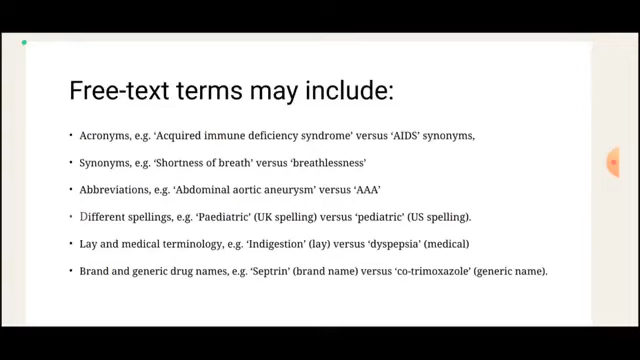 Free-text terms may include:
• Acronyms, e.g. ‘Acquired immune deficiency syndrome’ versus ‘AIDS’ synonyms,
• Synonyms, e.g. ‘Shortness of breath’ versus ‘breathlessness’
• Abbreviations, e.g. ‘Abdominal aortic aneurysm’ versus ‘AAA’
• Different spellings, e.g. ‘Paediatric’ (UK spelling) versus ‘pediatric’ (US spelling).
• Lay and medical terminology, e.g. ‘Indigestion’ (lay) versus ‘dyspepsia’ (medical)
• Brand and generic drug names, e.g. ‘Septrin’ (brand name) versus ‘co-trimoxazole’ (generic name).